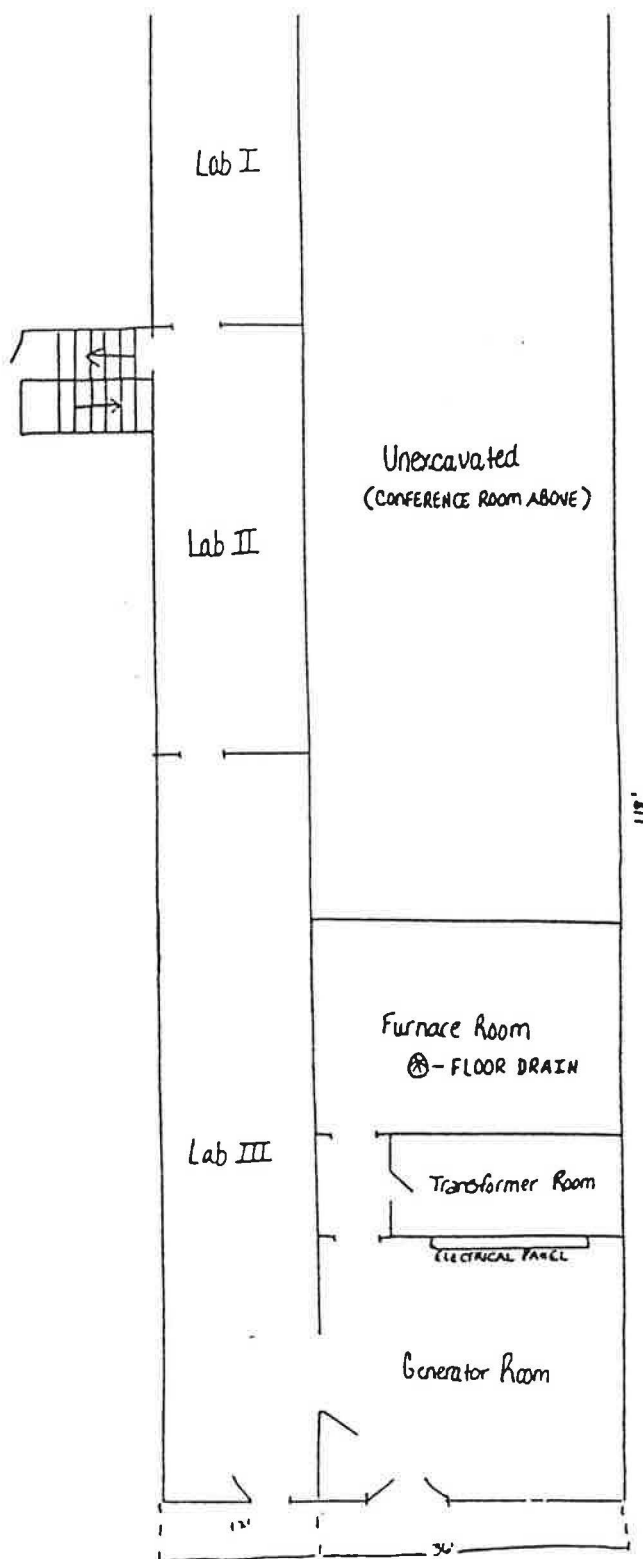 Lab I
Unexcavated
(CONFERENCE ROOM ABOVE)
Lab II
118'
Furnace Room
- FLOOR DRAIN
Lab III
Transformer Room
ELECTRICAL PANEL
Generator Room
12'
36'